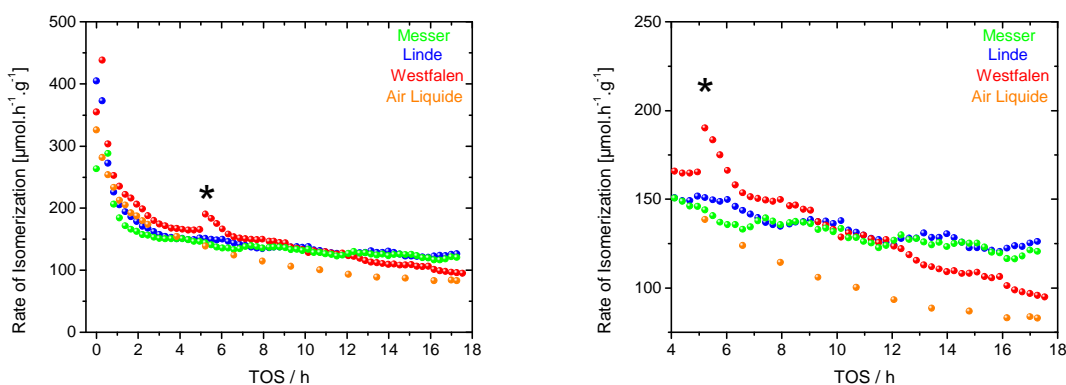 500
400
300
200
100
0
Rate of Isomerization [µmol.h⁻¹.g⁻¹]
0 2 4 6 8 10 12 14 16 18
TOS / h
Messer
Linde
Westfalen
Air Liquide
*
250
200
150
100
Rate of Isomerization [µmol.h⁻¹.g⁻¹]
4 6 8 10 12 14 16 18
TOS / h
Messer
Linde
Westfalen
Air Liquide
*